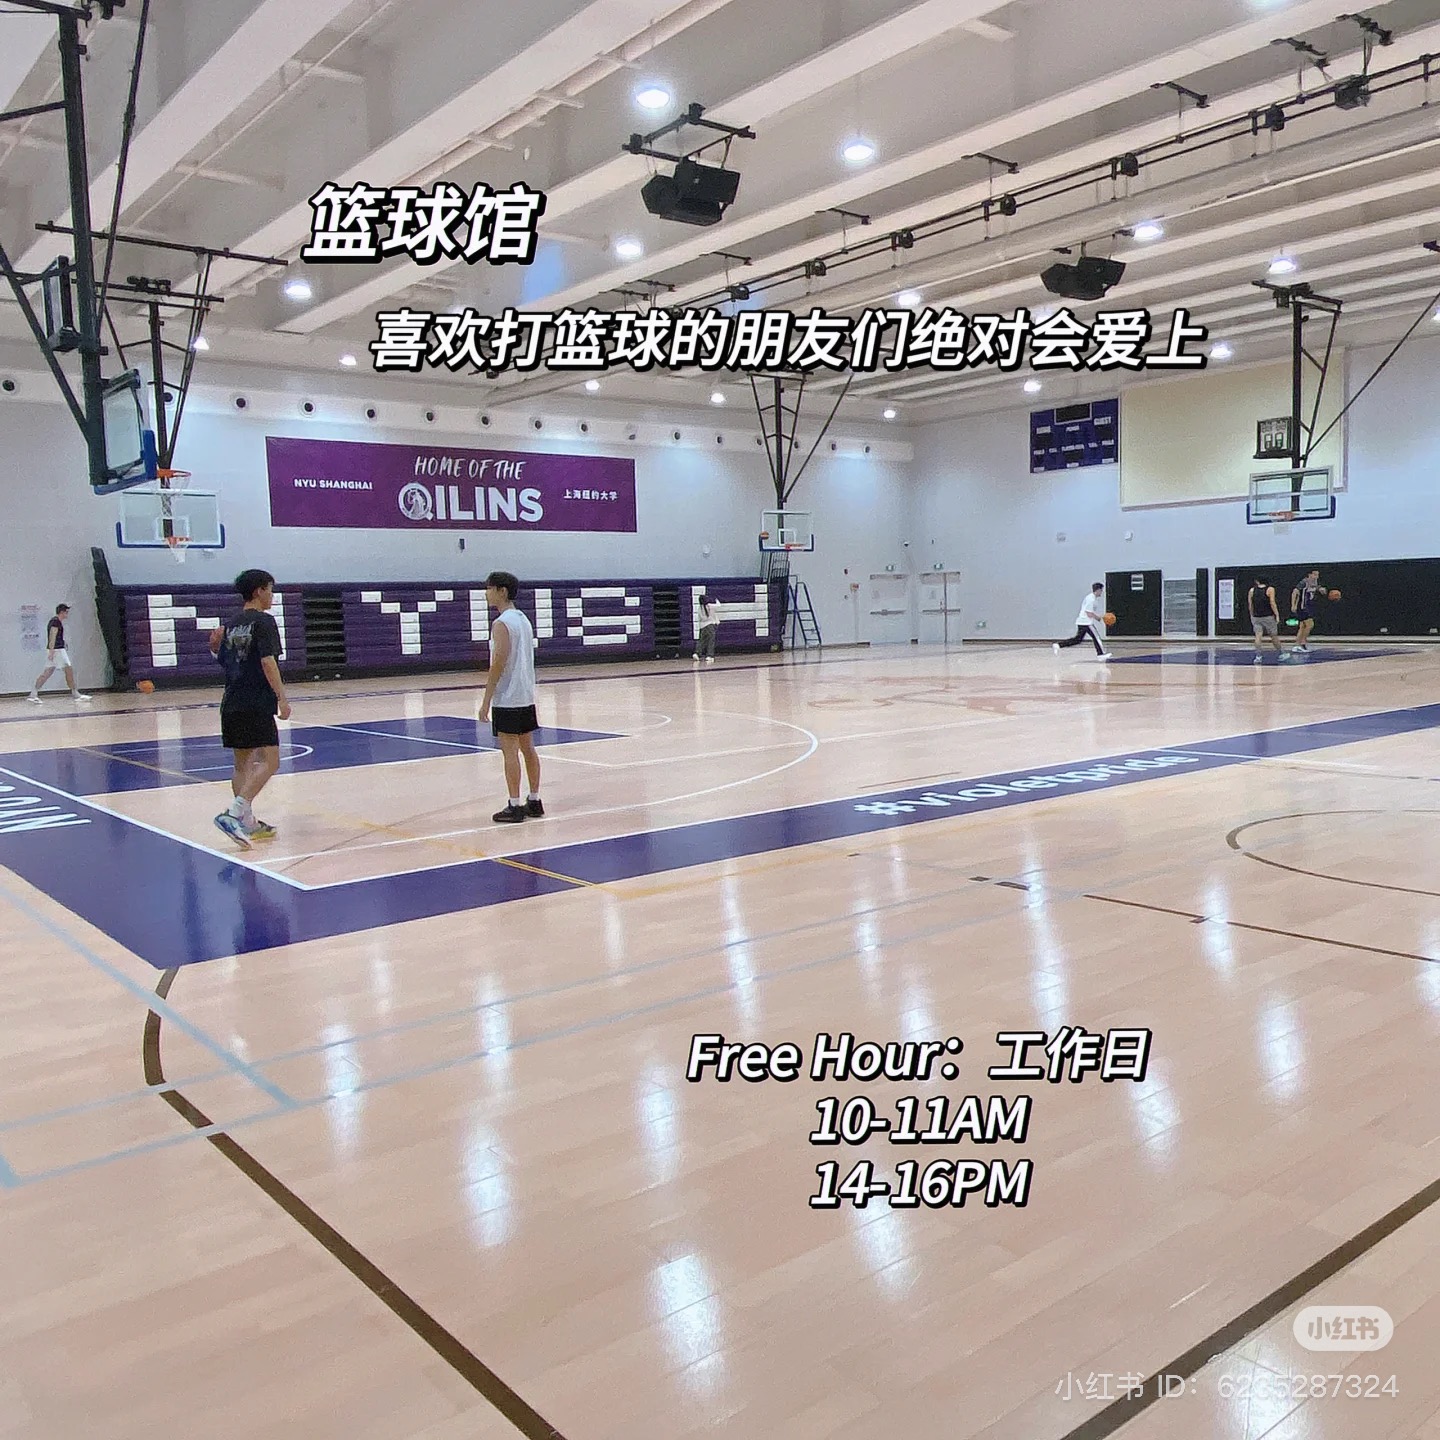 篮球馆
喜欢打篮球的朋友们绝对会爱上
HOME OF THE
NYU SHANGHAI
QILINS
上海纽约大学
NYUSH
#violetpride
Free Hour：工作日
10-11AM
14-16PM
小红书
小红书 ID：6235287324